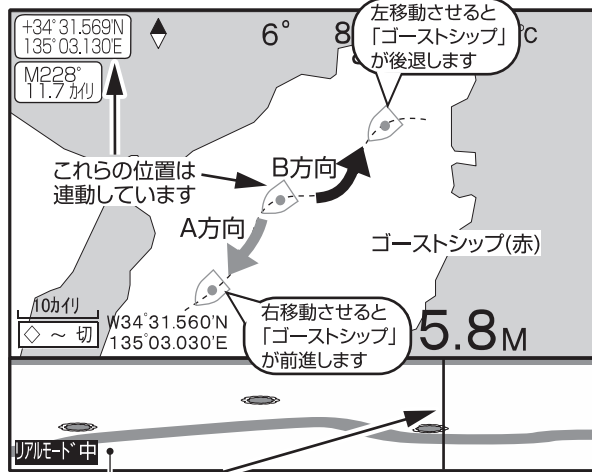 +34°31.569'N
135°03.130'E
M228°
11.7 カイリ
6°
8
℃
左移動させると
「ゴーストシップ」
が後退します
これらの位置は
連動しています
B方向
A方向
ゴーストシップ(赤)
10カイリ
◇ ～ 切
W34°31.560'N
135°03.030'E
右移動させると
「ゴーストシップ」
が前進します
5.8M
リアルモード中